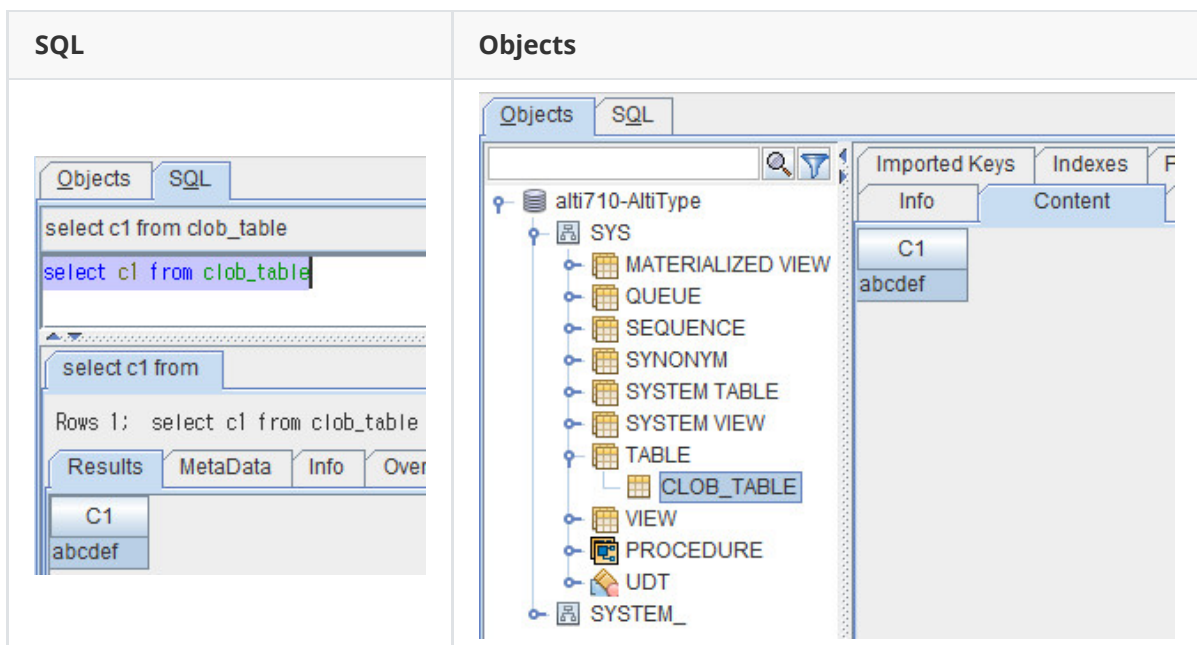 SQL
Objects
Objects SQL
select c1 from clob_table
select c1 from clob_table
select c1 from
Rows 1; select c1 from clob_table
Results MetaData Info Over
C1
abcdef
Objects SQL
alti710-AltiType
SYS
MATERIALIZED VIEW
QUEUE
SEQUENCE
SYNONYM
SYSTEM TABLE
SYSTEM VIEW
TABLE
CLOB_TABLE
VIEW
PROCEDURE
UDT
SYSTEM_
Imported Keys Indexes
Info Content
C1
abcdef